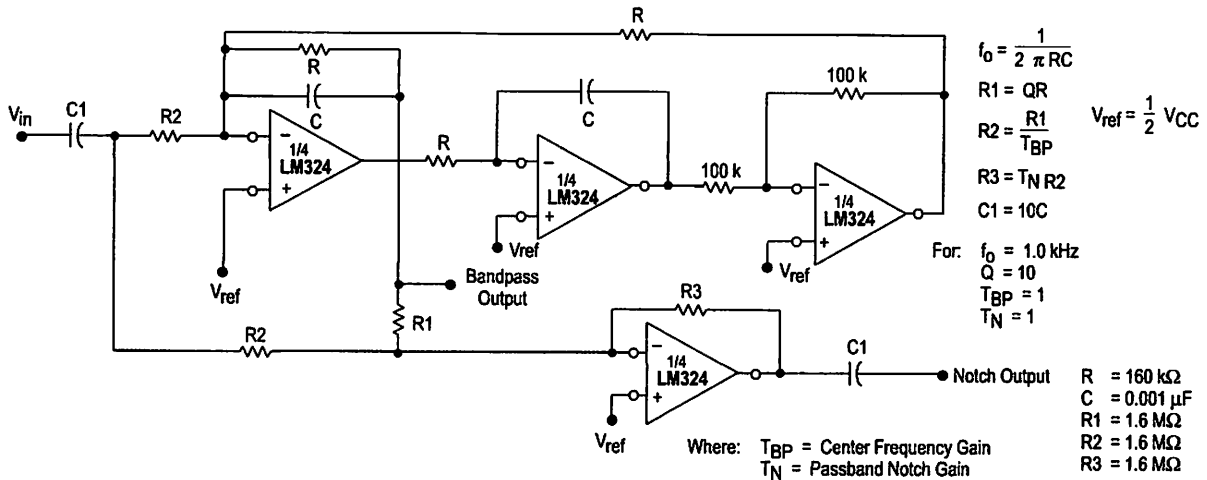 R
R
C
100 k
C
Vin
C1
R2
−
+
1/4
LM324
R
−
+
1/4
LM324
100 k
−
+
1/4
LM324
Vref
Vref
Vref
Bandpass
Output
R1
R2
R3
−
+
1/4
LM324
Vref
C1
Notch Output
fo = 1 / 2 π RC
R1 = QR
R2 = R1 / TBP
R3 = TN R2
C1 = 10C
Vref = 1/2 VCC
For: fo = 1.0 kHz
Q = 10
TBP = 1
TN = 1
Where: TBP = Center Frequency Gain
TN = Passband Notch Gain
R = 160 kΩ
C = 0.001 µF
R1 = 1.6 MΩ
R2 = 1.6 MΩ
R3 = 1.6 MΩ